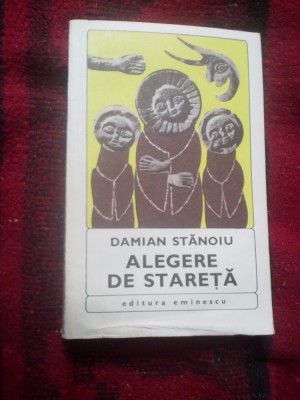 DAMIAN STĂNOIU
ALEGERE
DE STAREȚĂ
editura eminescu